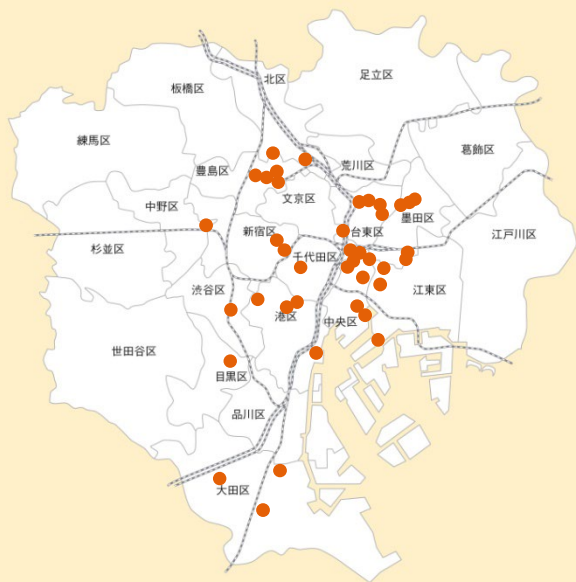 北区
足立区
板橋区
練馬区
葛飾区
荒川区
豊島区
文京区
中野区
墨田区
新宿区
台東区
江戸川区
杉並区
千代田区
渋谷区
江東区
港区
中央区
世田谷区
目黒区
品川区
大田区